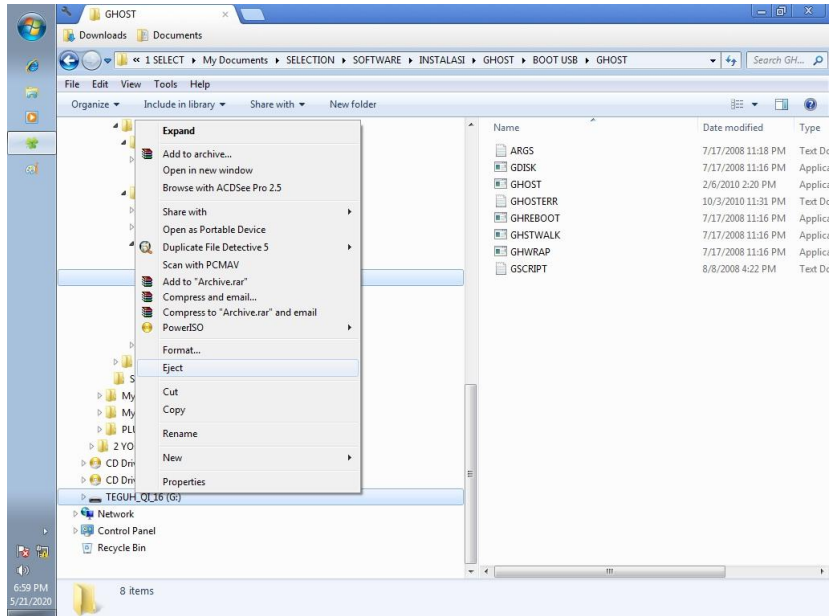 GHOST
Downloads Documents
« 1 SELECT My Documents SELECTION SOFTWARE INSTALASI GHOST BOOT USB GHOST
Search GH...
File Edit View Tools Help
Organize Include in library Share with New folder
Name Date modified Type
ARGS 7/17/2008 11:18 PM Text Do
GDISK 7/17/2008 11:16 PM Applica
GHOST 2/6/2010 2:20 PM Applica
GHOSTERR 10/3/2010 11:31 PM Text Do
GHREBOOT 7/17/2008 11:16 PM Applica
GHSTWALK 7/17/2008 11:16 PM Applica
GHWRAP 7/17/2008 11:16 PM Applica
GSCRIPT 8/8/2008 4:22 PM Text Do
Expand
Add to archive...
Open in new window
Browse with ACDSee Pro 2.5
Share with
Open as Portable Device
Duplicate File Detective 5
Scan with PCMAV
Add to "Archive.rar"
Compress and email...
Compress to "Archive.rar" and email
PowerISO
Format...
Eject
Cut
Copy
Rename
New
Properties
S
My
My
PLU
2 YO
CD Driv
CD Driv
TEGUH_QI_16 (G:)
Network
Control Panel
Recycle Bin
8 items
6:59 PM
5/21/2020